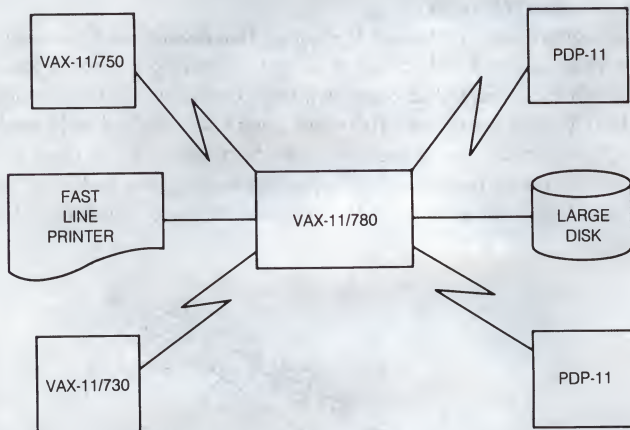 VAX-11/750
PDP-11
FAST
LINE
PRINTER
VAX-11/780
LARGE
DISK
VAX-11/730
PDP-11